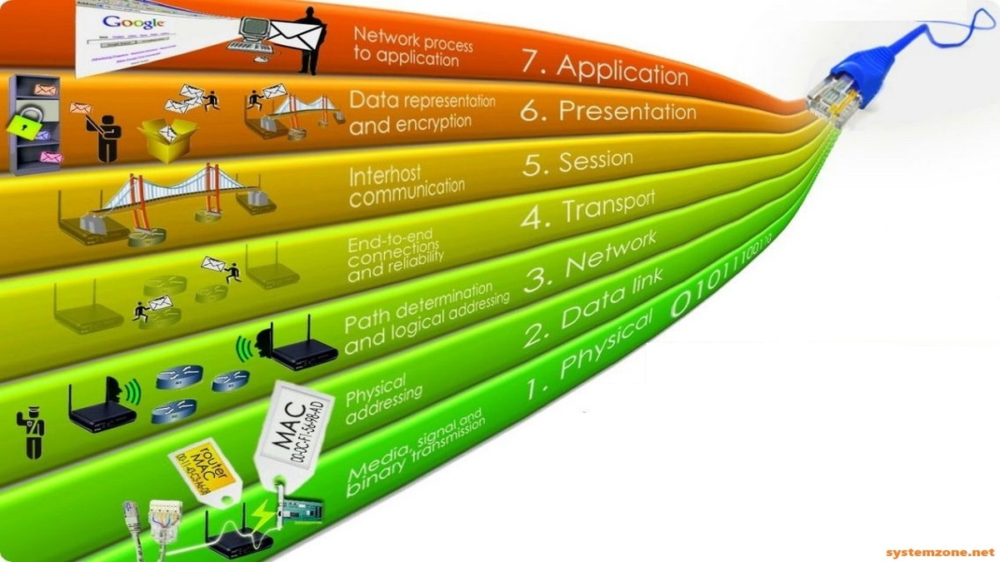 Google
Network process
to application
7. Application
Data representation
and encryption
6. Presentation
Interhost
communication
5. Session
End-to-end
connections
and reliability
4. Transport
Path determination
and logical addressing
3. Network
Physical
addressing
2. Data link
Media, signal and
binary transmission
1. Physical
MAC
router
MAC
systemzone.net